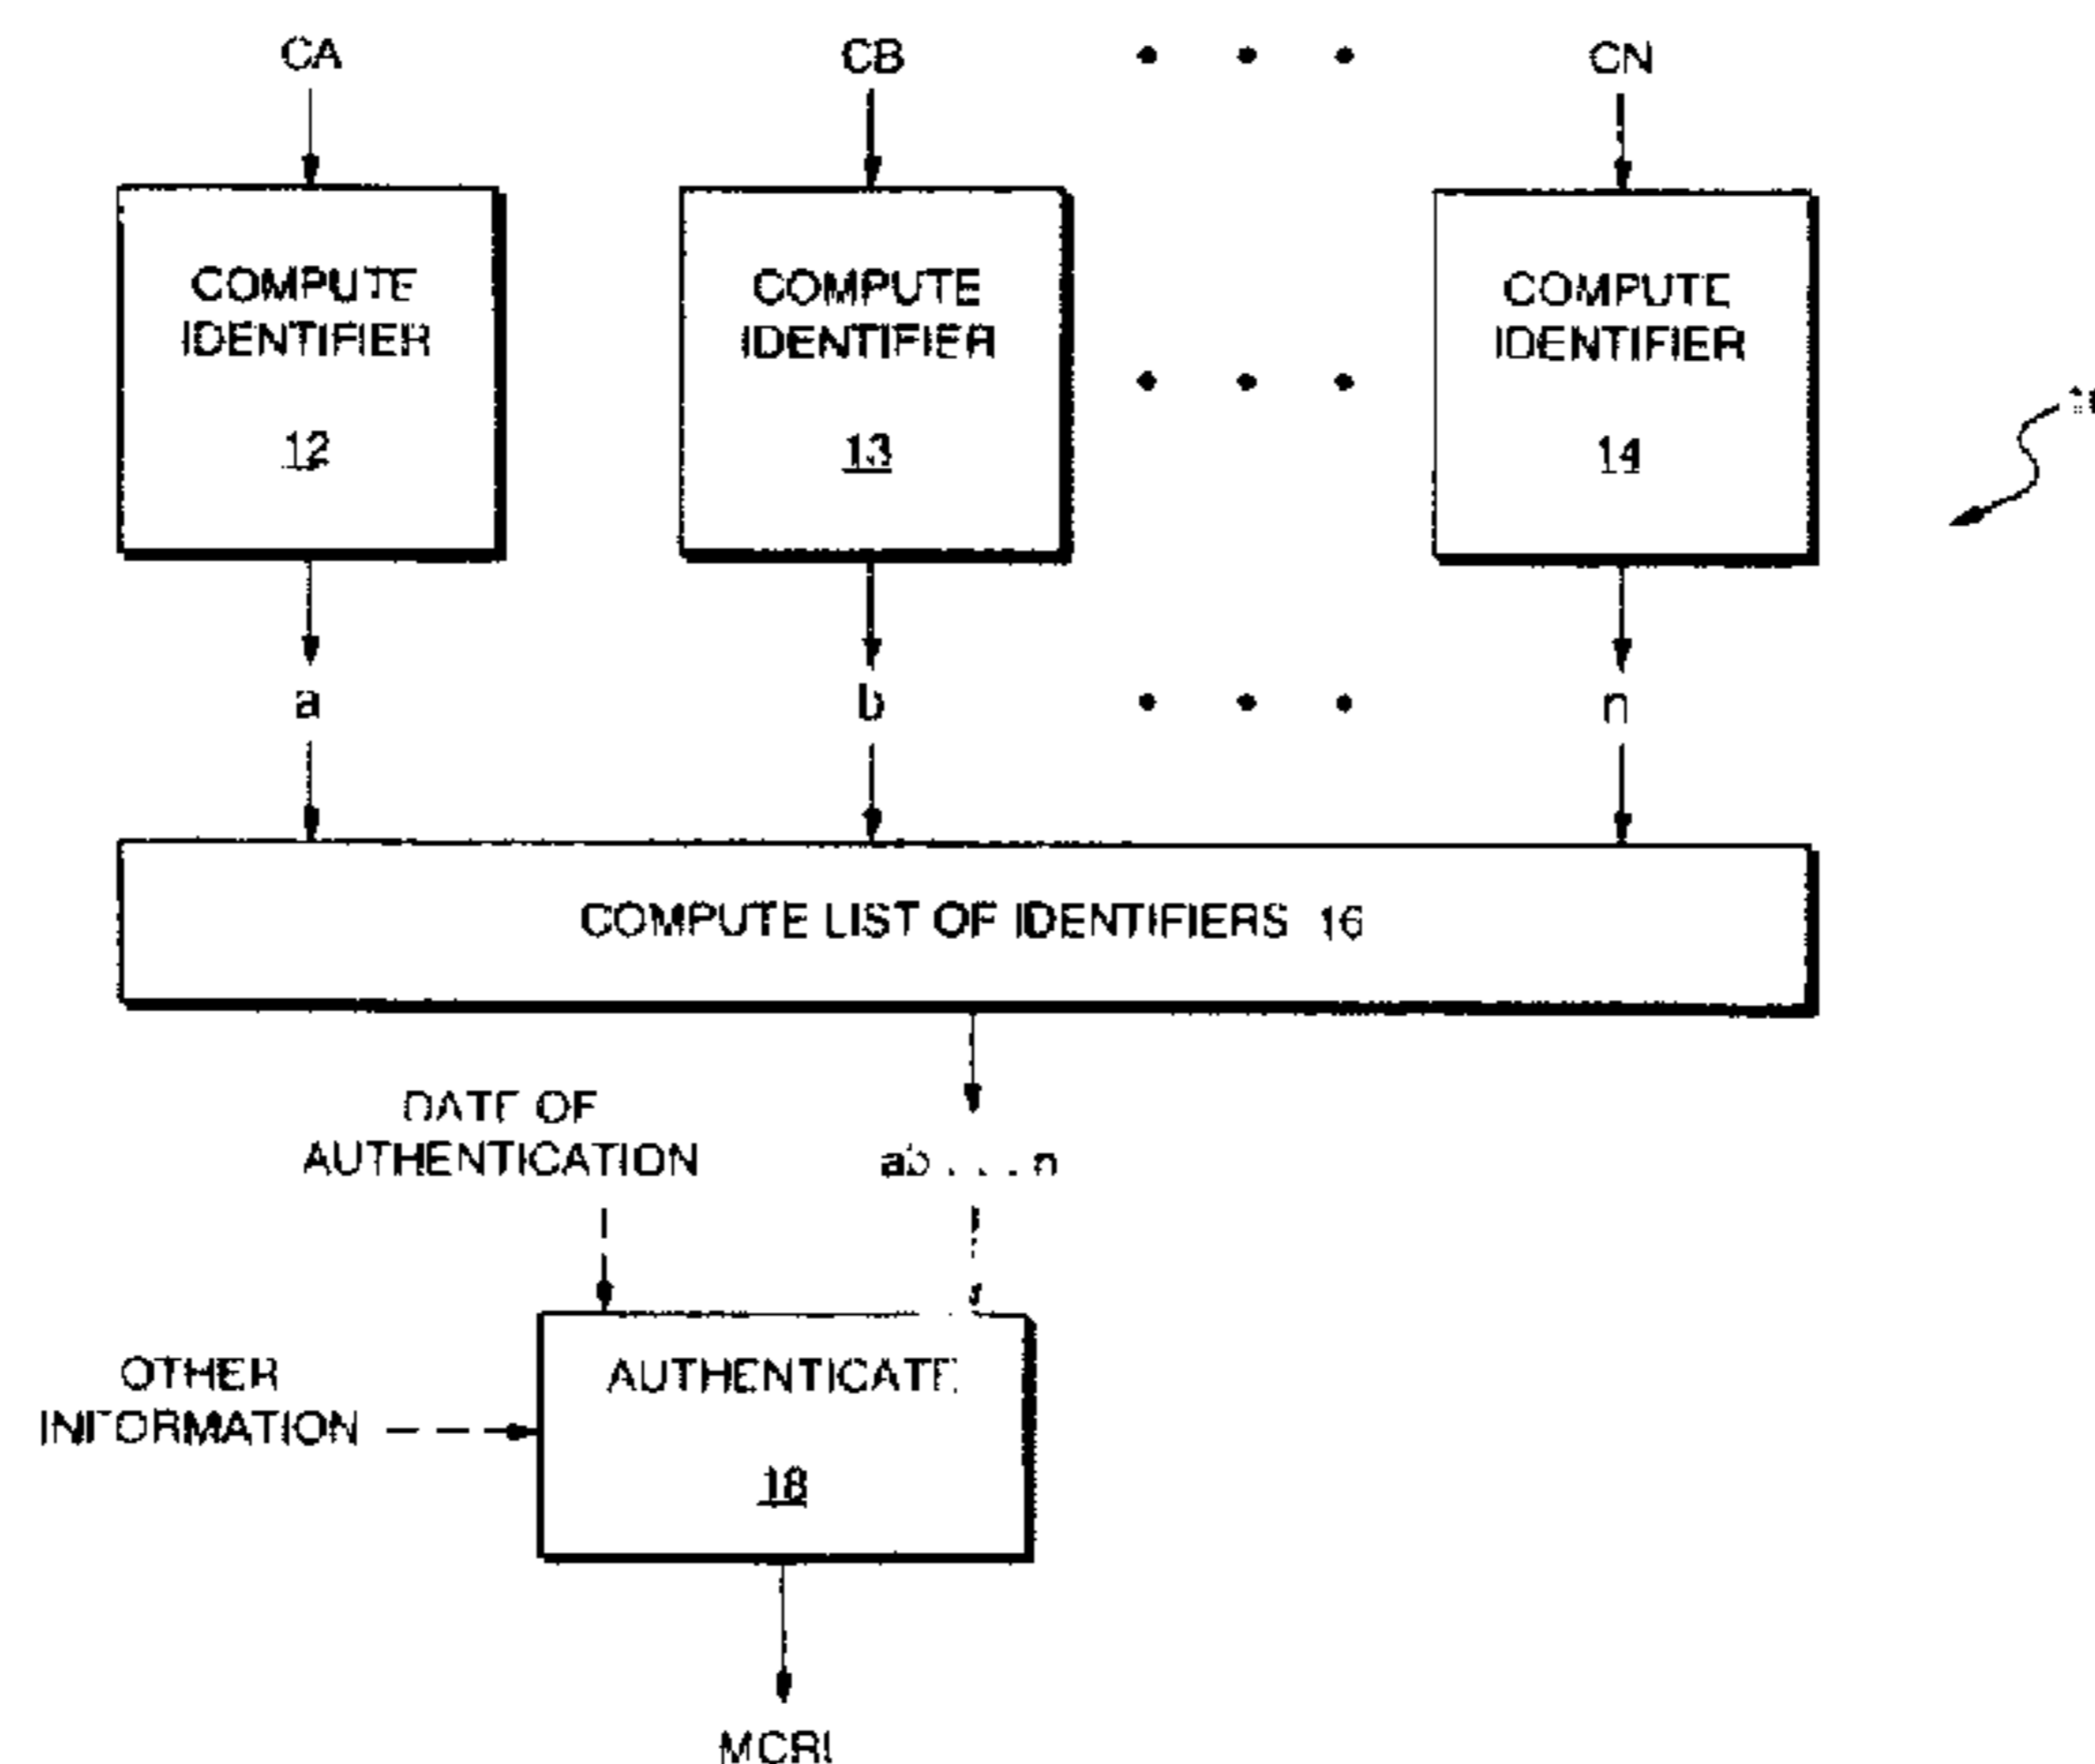 CA CB • • • CN
COMPUTE IDENTIFIER 12
COMPUTE IDENTIFIER 13
• • •
COMPUTE IDENTIFIER 14
a b • • • n
COMPUTE LIST OF IDENTIFIERS 16
DATE OF
AUTHENTICATION
ab . . . n
OTHER
INFORMATION
AUTHENTICATE
18
MCRL